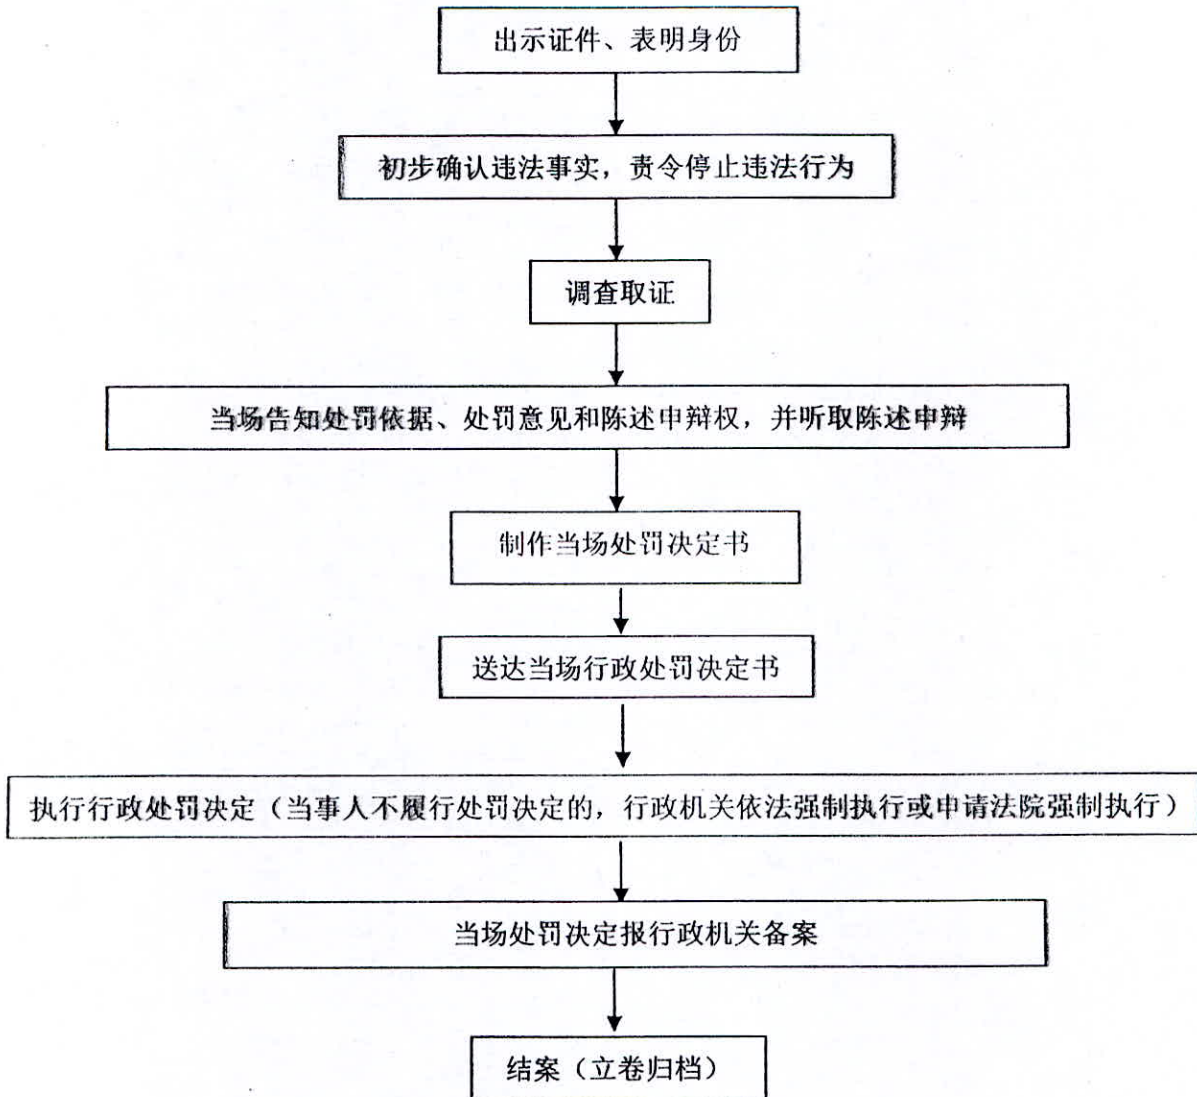 出示证件、表明身份
初步确认违法事实，责令停止违法行为
调查取证
当场告知处罚依据、处罚意见和陈述申辩权，并听取陈述申辩
制作当场处罚决定书
送达当场行政处罚决定书
执行行政处罚决定（当事人不履行处罚决定的，行政机关依法强制执行或申请法院强制执行）
当场处罚决定报行政机关备案
结案（立卷归档）